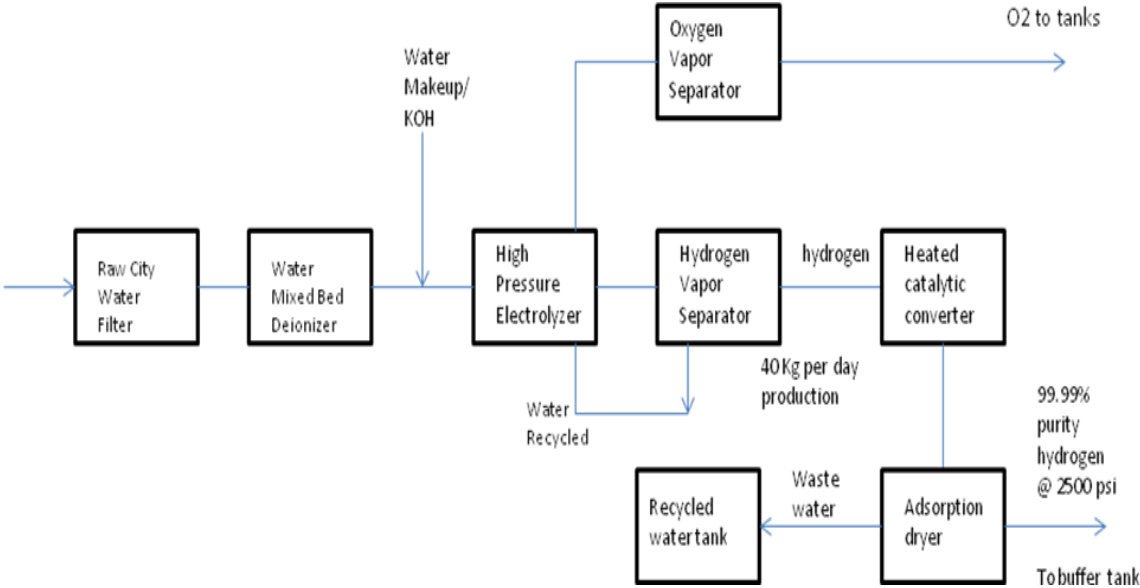 O2 to tanks
Oxygen
Vapor
Separator
Water
Makeup/
KOH
Raw City
Water
Filter
Water
Mixed Bed
Deionizer
High
Pressure
Electrolyzer
Hydrogen
Vapor
Separator
hydrogen
Heated
catalytic
converter
40 Kg per day
production
Water
Recycled
99.99%
purity
hydrogen
@ 2500 psi
Recycled
water tank
Waste
water
Adsorption
dryer
To buffer tank